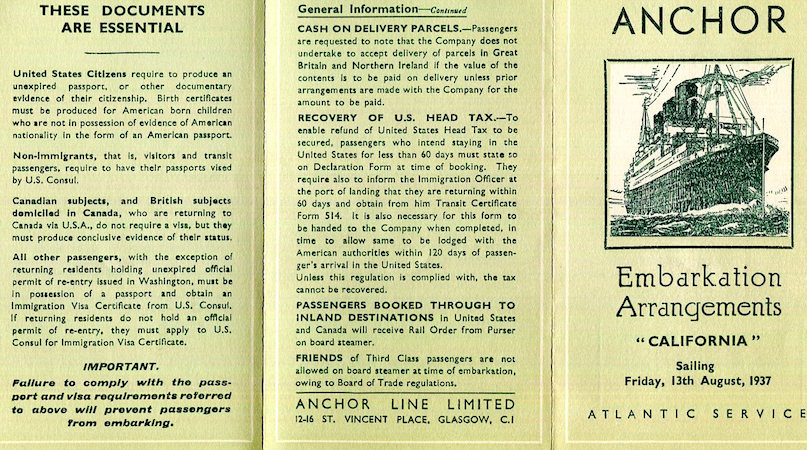 THESE DOCUMENTS
ARE ESSENTIAL
United States Citizens require to produce an
unexpired passport, or other documentary
evidence of their citizenship. Birth certificates
must be produced for American born children
who are not in possession of evidence of American
nationality in the form of an American passport.
Non-Immigrants, that is, visitors and transit
passengers, require to have their passports vised
by U.S. Consul.
Canadian subjects, and British subjects
domiciled in Canada, who are returning to
Canada via U.S.A., do not require a visa, but they
must produce conclusive evidence of their status.
All other passengers, with the exception of
returning residents holding unexpired official
permit of re-entry issued in Washington, must be
in possession of a passport and obtain an
Immigration Visa Certificate from U.S. Consul.
If returning residents do not hold an official
permit of re-entry, they must apply to U.S.
Consul for Immigration Visa Certificate.
IMPORTANT.
Failure to comply with the pass-
port and visa requirements referred
to above will prevent passengers
from embarking.
General Information—Continued
CASH ON DELIVERY PARCELS.—Passengers
are requested to note that the Company does not
undertake to accept delivery of parcels in Great
Britain and Northern Ireland if the value of the
contents is to be paid on delivery unless prior
arrangements are made with the Company for the
amount to be paid.
RECOVERY OF U.S. HEAD TAX.—To
enable refund of United States Head Tax to be
secured, passengers who intend staying in the
United States for less than 60 days must state so
on Declaration Form at time of booking. They
require also to inform the Immigration Officer at
the port of landing that they are returning within
60 days and obtain from him Transit Certificate
Form 514. It is also necessary for this form to
be handed to the Company when completed, in
time to allow same to be lodged with the
American authorities within 120 days of passen-
ger's arrival in the United States.
Unless this regulation is complied with, the tax
cannot be recovered.
PASSENGERS BOOKED THROUGH TO
INLAND DESTINATIONS in United States
and Canada will receive Rail Order from Purser
on board steamer.
FRIENDS of Third Class passengers are not
allowed on board steamer at time of embarkation,
owing to Board of Trade regulations.
ANCHOR LINE LIMITED
12-16 ST. VINCENT PLACE, GLASGOW, C.1
ANCHOR
Embarkation
Arrangements
"CALIFORNIA"
Sailing
Friday, 13th August, 1937
ATLANTIC SERVICE